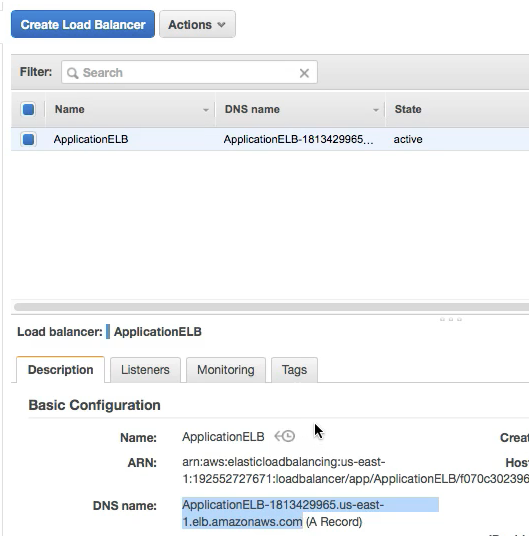 Create Load Balancer Actions
Filter: Search
Name DNS name State
ApplicationELB ApplicationELB-1813429965... active
Load balancer: ApplicationELB
Description Listeners Monitoring Tags
Basic Configuration
Name: ApplicationELB Creat
ARN: arn:aws:elasticloadbalancing:us-east- Hos
1:192552727671:loadbalancer/app/ApplicationELB/f070c302396
DNS name: ApplicationELB-1813429965.us-east-
1.elb.amazonaws.com (A Record)